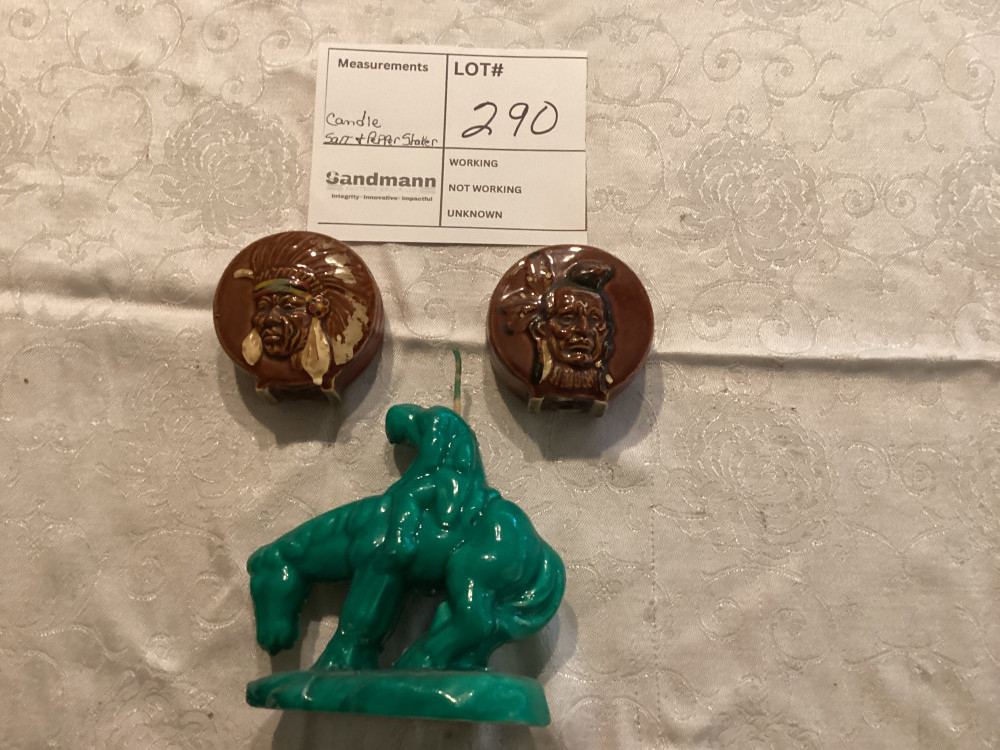 Measurements
LOT#
Candle
Salt & Pepper Shaker
290
Sandmann
Integrity · Innovative · Impactful
WORKING
NOT WORKING
UNKNOWN